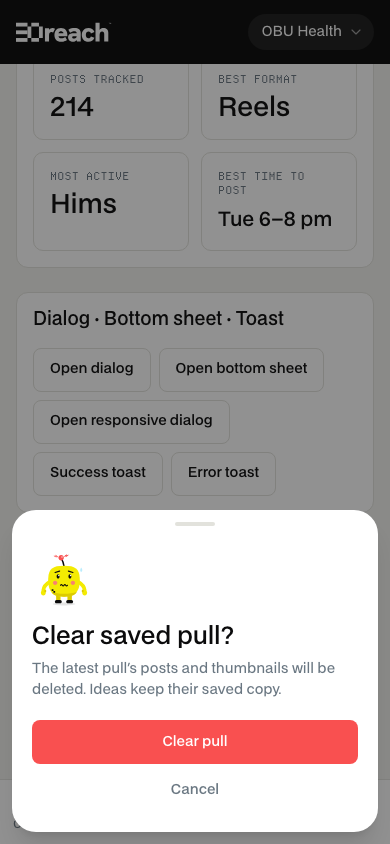 reach
OBU Health
POSTS TRACKED
214
BEST FORMAT
Reels
MOST ACTIVE
Hims
BEST TIME TO
POST
Tue 6–8 pm
Dialog · Bottom sheet · Toast
Open dialog
Open bottom sheet
Open responsive dialog
Success toast
Error toast
Clear saved pull?
The latest pull's posts and thumbnails will be
deleted. Ideas keep their saved copy.
Clear pull
Cancel